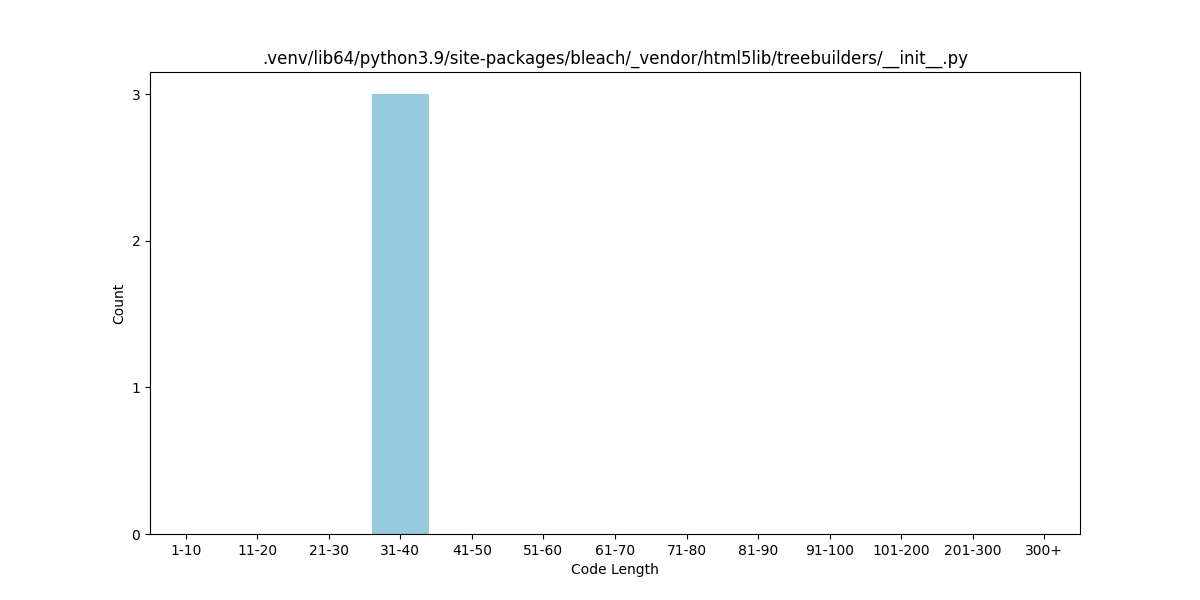 .venv/lib64/python3.9/site-packages/bleach/_vendor/html5lib/treebuilders/__init__.py
3
2
1
0
Count
1-10 11-20 21-30 31-40 41-50 51-60 61-70 71-80 81-90 91-100 101-200 201-300 300+
Code Length